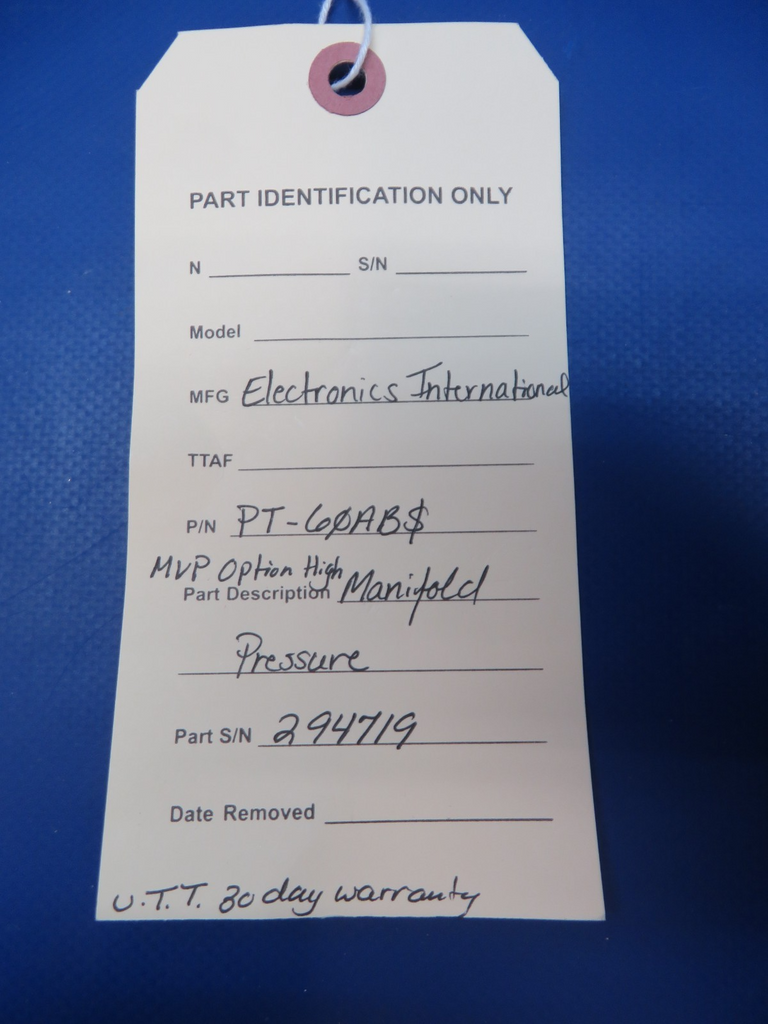 PART IDENTIFICATION ONLY
N S/N
Model
MFG Electronics International
TTAF
P/N PT-60AB$
MVP Option High
Part Description Manifold
Pressure
Part S/N 294719
Date Removed
U.T.T. 30 day warranty